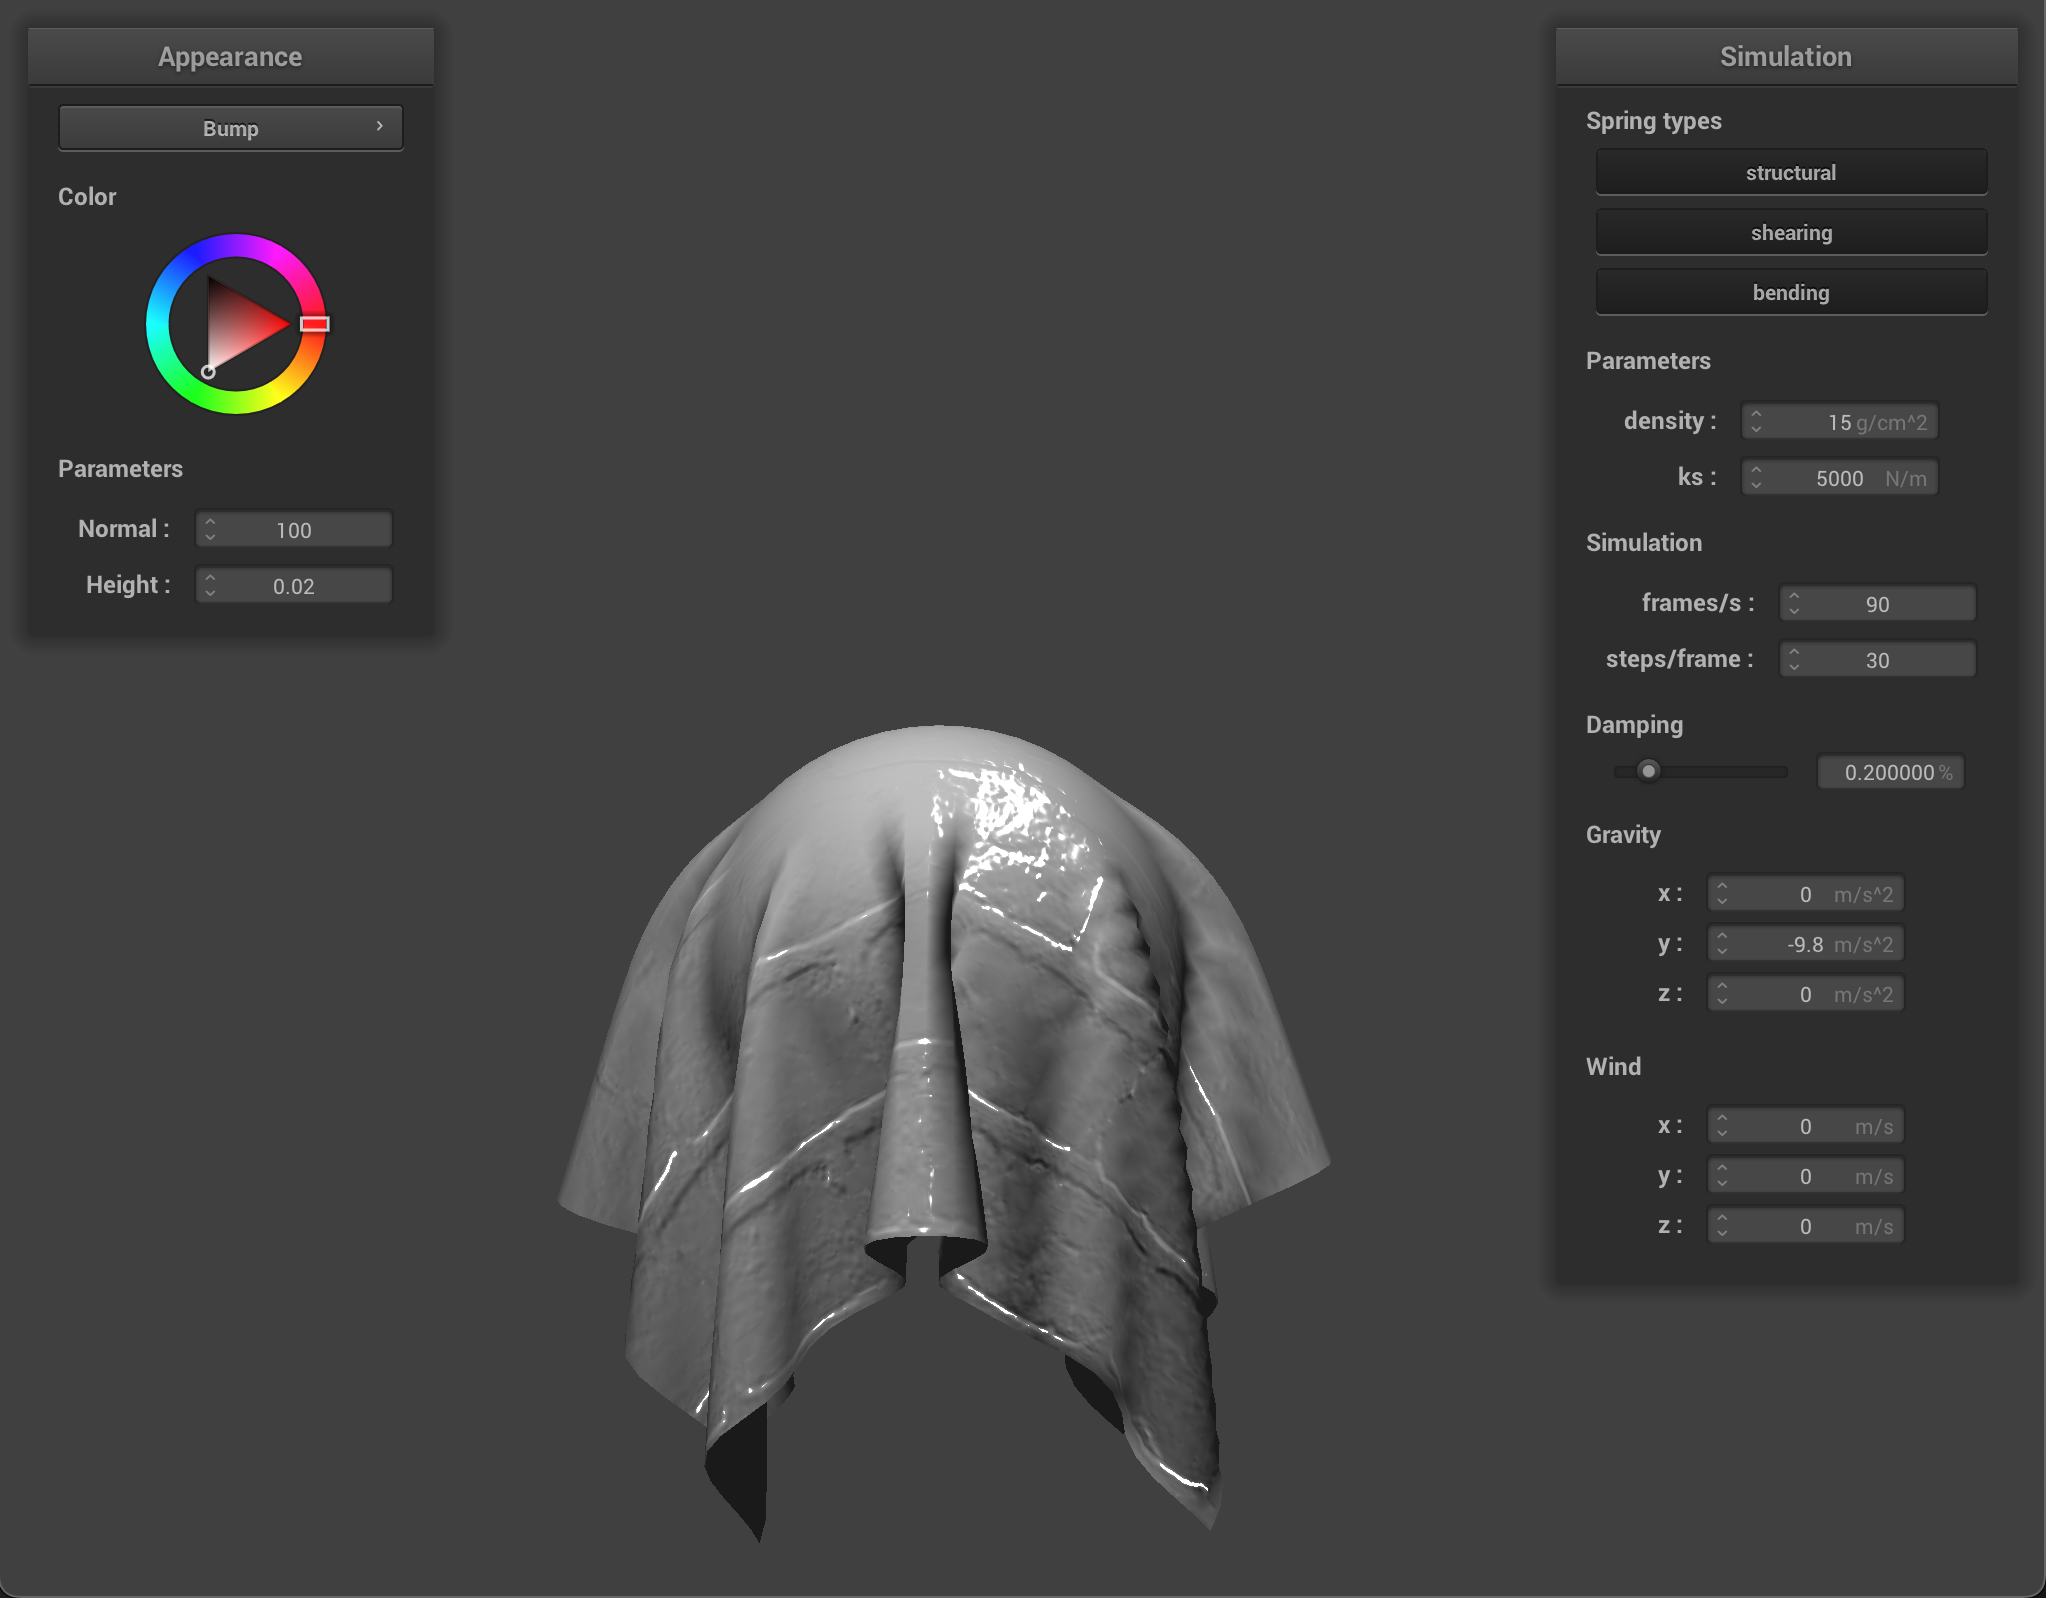 Appearance
Bump
Color
Parameters
Normal : 100
Height : 0.02
Simulation
Spring types
structural
shearing
bending
Parameters
density : 15 g/cm^2
ks : 5000 N/m
Simulation
frames/s : 90
steps/frame : 30
Damping
0.200000 %
Gravity
x : 0 m/s^2
y : -9.8 m/s^2
z : 0 m/s^2
Wind
x : 0 m/s
y : 0 m/s
z : 0 m/s